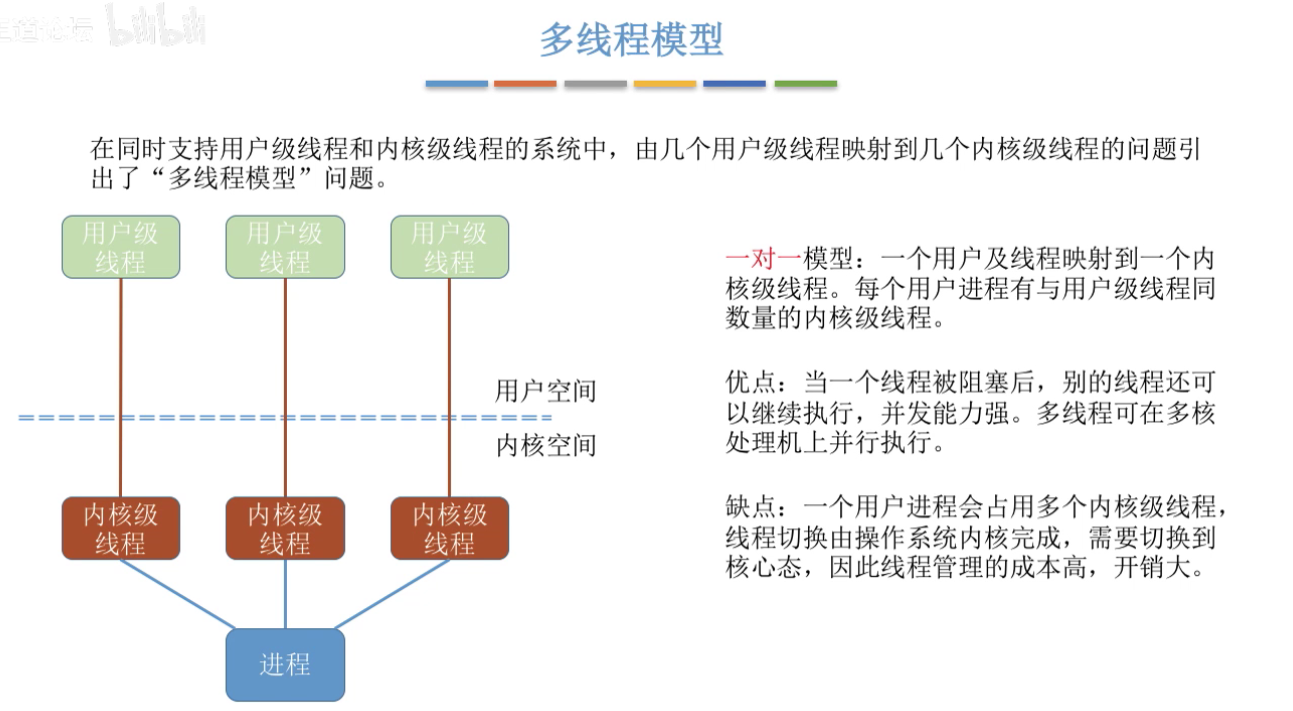 王道论坛 bilibili
多线程模型
在同时支持用户级线程和内核级线程的系统中，由几个用户级线程映射到几个内核级线程的问题引
出了“多线程模型”问题。
用户级
线程
用户级
线程
用户级
线程
用户空间
内核空间
内核级
线程
内核级
线程
内核级
线程
进程
一对一模型：一个用户及线程映射到一个内
核级线程。每个用户进程有与用户级线程同
数量的内核级线程。
优点：当一个线程被阻塞后，别的线程还可
以继续执行，并发能力强。多线程可在多核
处理机上并行执行。
缺点：一个用户进程会占用多个内核级线程，
线程切换由操作系统内核完成，需要切换到
核心态，因此线程管理的成本高，开销大。